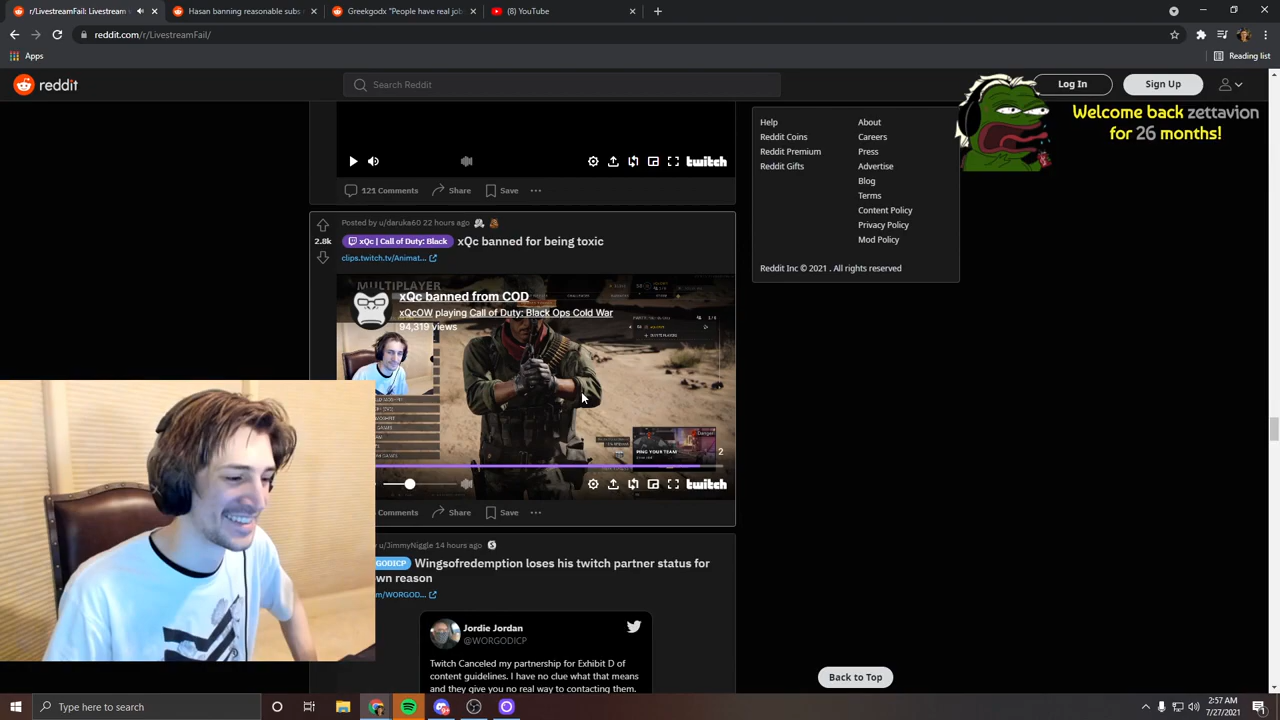 r/LivestreamFail: Livestream
Hasan banning reasonable subs
Greekgodx "People have real job
(8) YouTube
reddit.com/r/LivestreamFail/
Apps
Reading list
reddit
Search Reddit
Log In
Sign Up
Welcome back zettavion
for 26 months!
Help
About
Reddit Coins
Careers
Reddit Premium
Press
Reddit Gifts
Advertise
Blog
Terms
Content Policy
Privacy Policy
Mod Policy
Reddit Inc © 2021 . All rights reserved
twitch
121 Comments
Share
Save
Posted by u/daruka60 22 hours ago
2.8k
xQc | Call of Duty: Black
xQc banned for being toxic
clips.twitch.tv/Animat...
MULTIPLAYER
xQc banned from COD
xQcOW playing Call of Duty: Black Ops Cold War
94,319 views
PING YOUR TEAM
2
twitch
Comments
Share
Save
u/JimmyNiggle 14 hours ago
GODICP
Wingsofredemption loses his twitch partner status for
wn reason
m/WORGOD...
Jordie Jordan
@WORGODICP
Twitch Canceled my partnership for Exhibit D of
content guidelines. I have no clue what that means
and they give you no real way to contacting them.
Back to Top
Type here to search
2:57 AM
7/27/2021